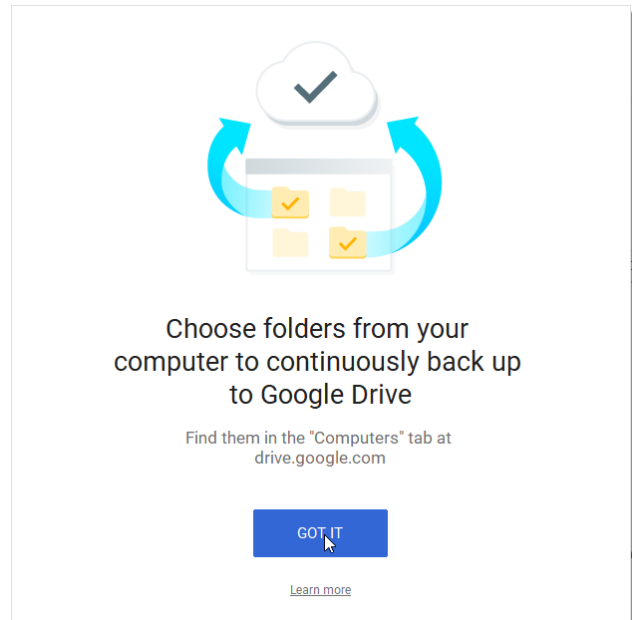 Choose folders from your
computer to continuously back up
to Google Drive
Find them in the "Computers" tab at
drive.google.com
GOT IT
Learn more